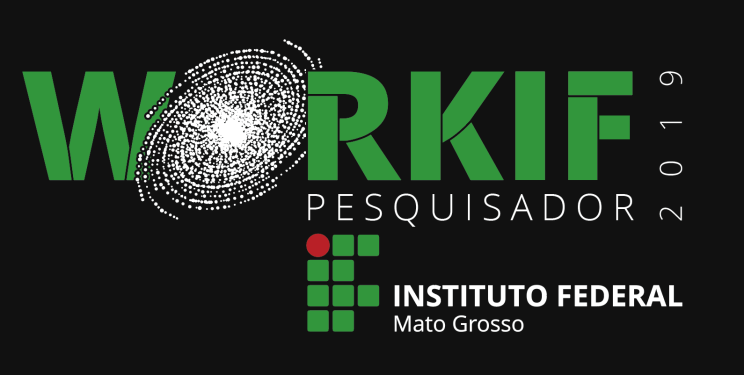 WORKIF
PESQUISADOR
2019
INSTITUTO FEDERAL
Mato Grosso